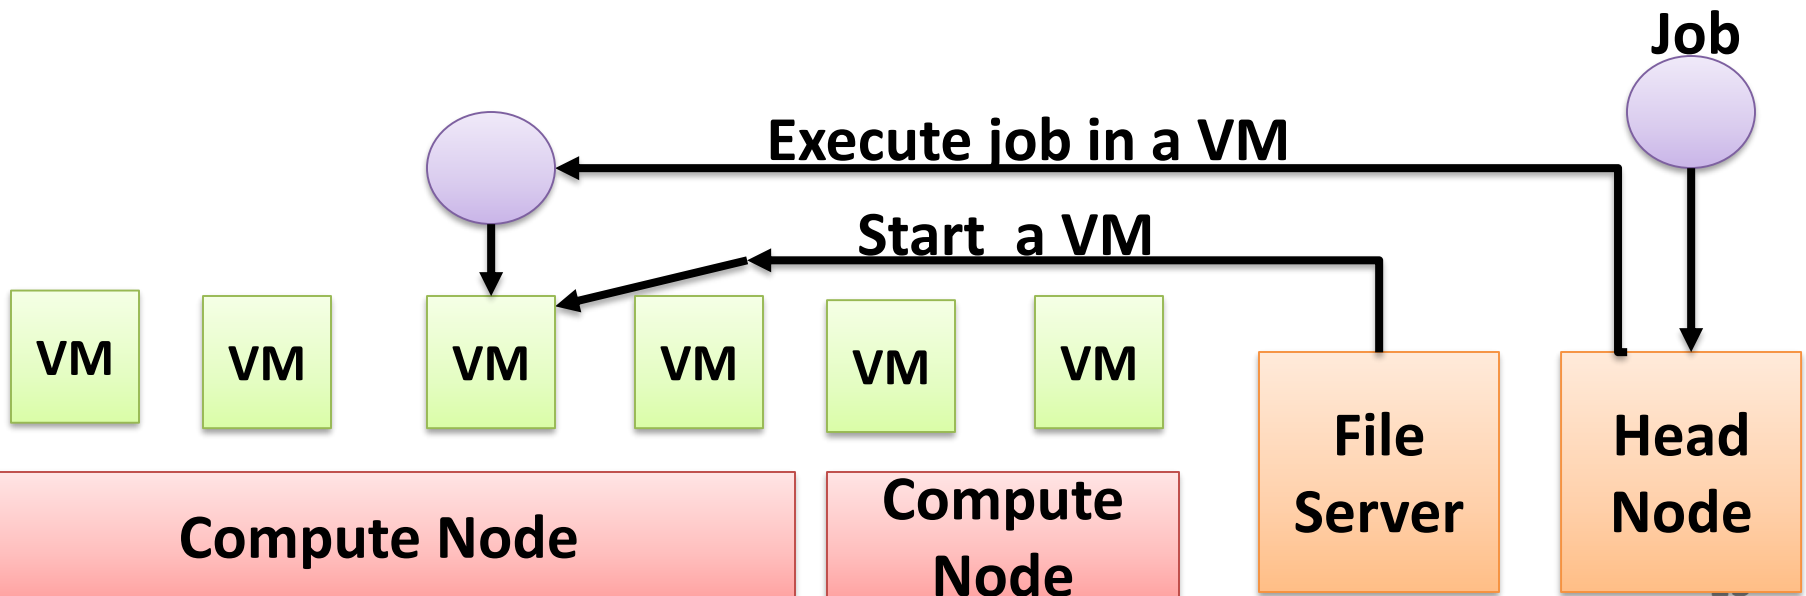 Job
Execute job in a VM
Start a VM
VM
VM
VM
VM
VM
VM
File
Server
Head
Node
Compute Node
Compute
Node